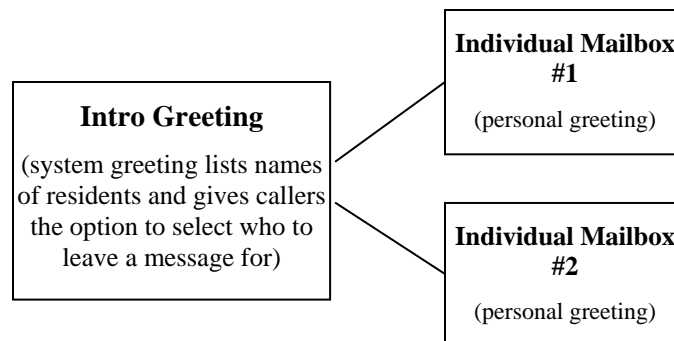 Intro Greeting
(system greeting lists names
of residents and gives callers
the option to select who to
leave a message for)
Individual Mailbox
#1
(personal greeting)
Individual Mailbox
#2
(personal greeting)